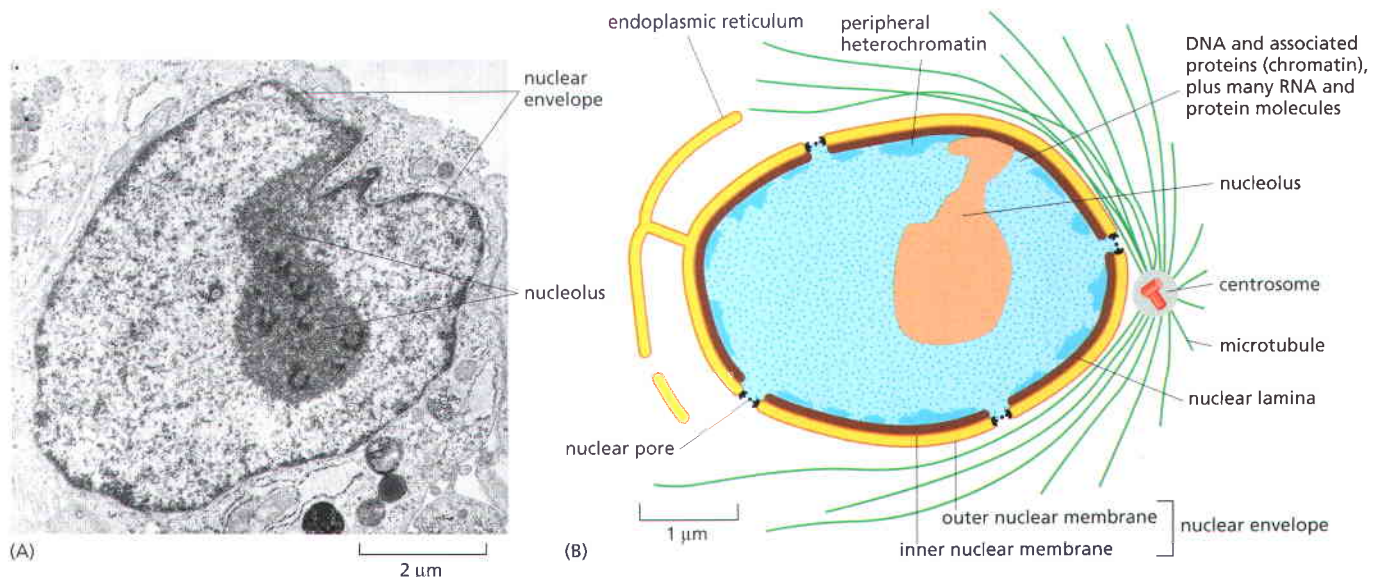 endoplasmic reticulum
peripheral
heterochromatin
DNA and associated
proteins (chromatin),
plus many RNA and
protein molecules
nuclear
envelope
nucleolus
nucleolus
centrosome
microtubule
nuclear lamina
nuclear pore
outer nuclear membrane
inner nuclear membrane
nuclear envelope
1 µm
(A)
2 µm
(B)